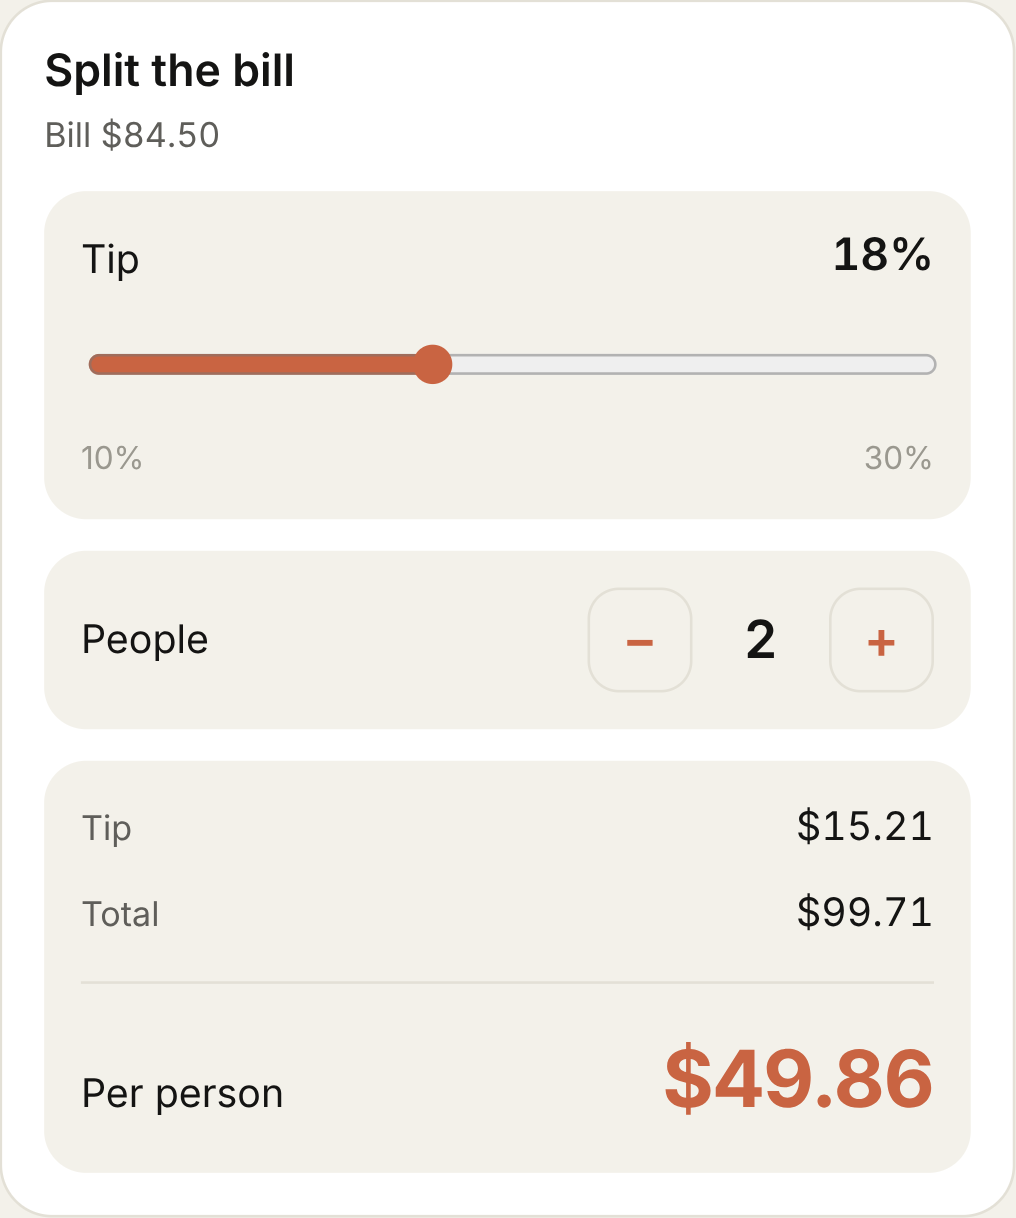 Split the bill
Bill $84.50
Tip 18%
10% 30%
People − 2 +
Tip $15.21
Total $99.71
Per person $49.86